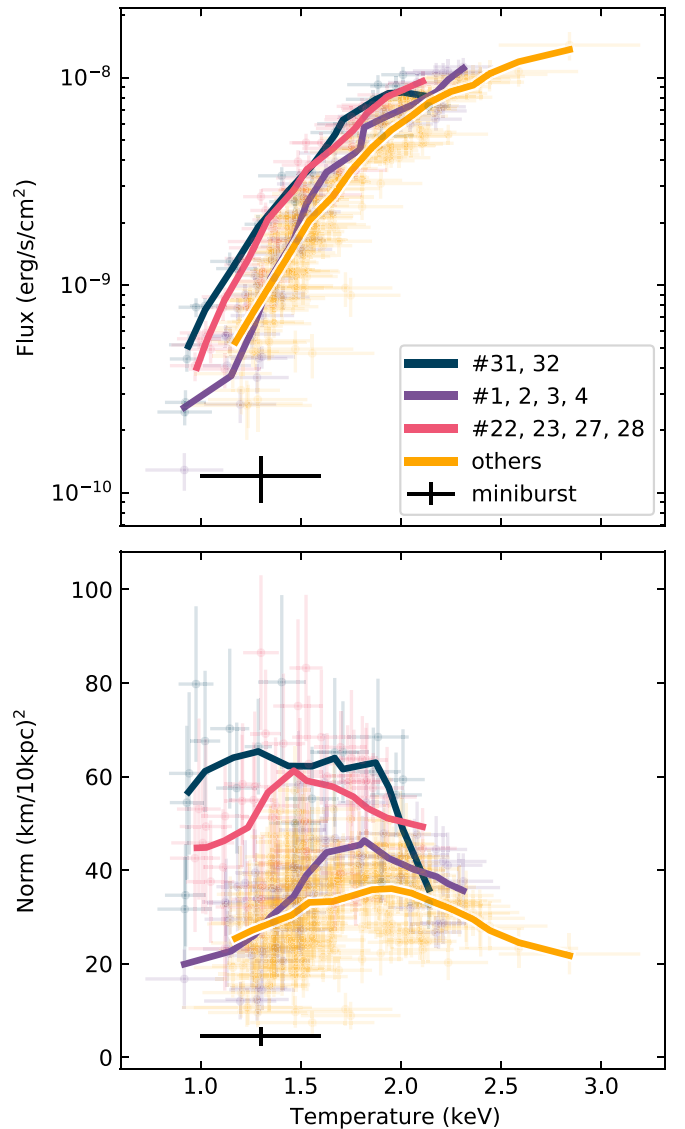 10⁻⁸
10⁻⁹
10⁻¹⁰
Flux (erg/s/cm²)
#31, 32
#1, 2, 3, 4
#22, 23, 27, 28
others
miniburst
100
80
60
40
20
0
Norm (km/10kpc)²
1.0 1.5 2.0 2.5 3.0
Temperature (keV)